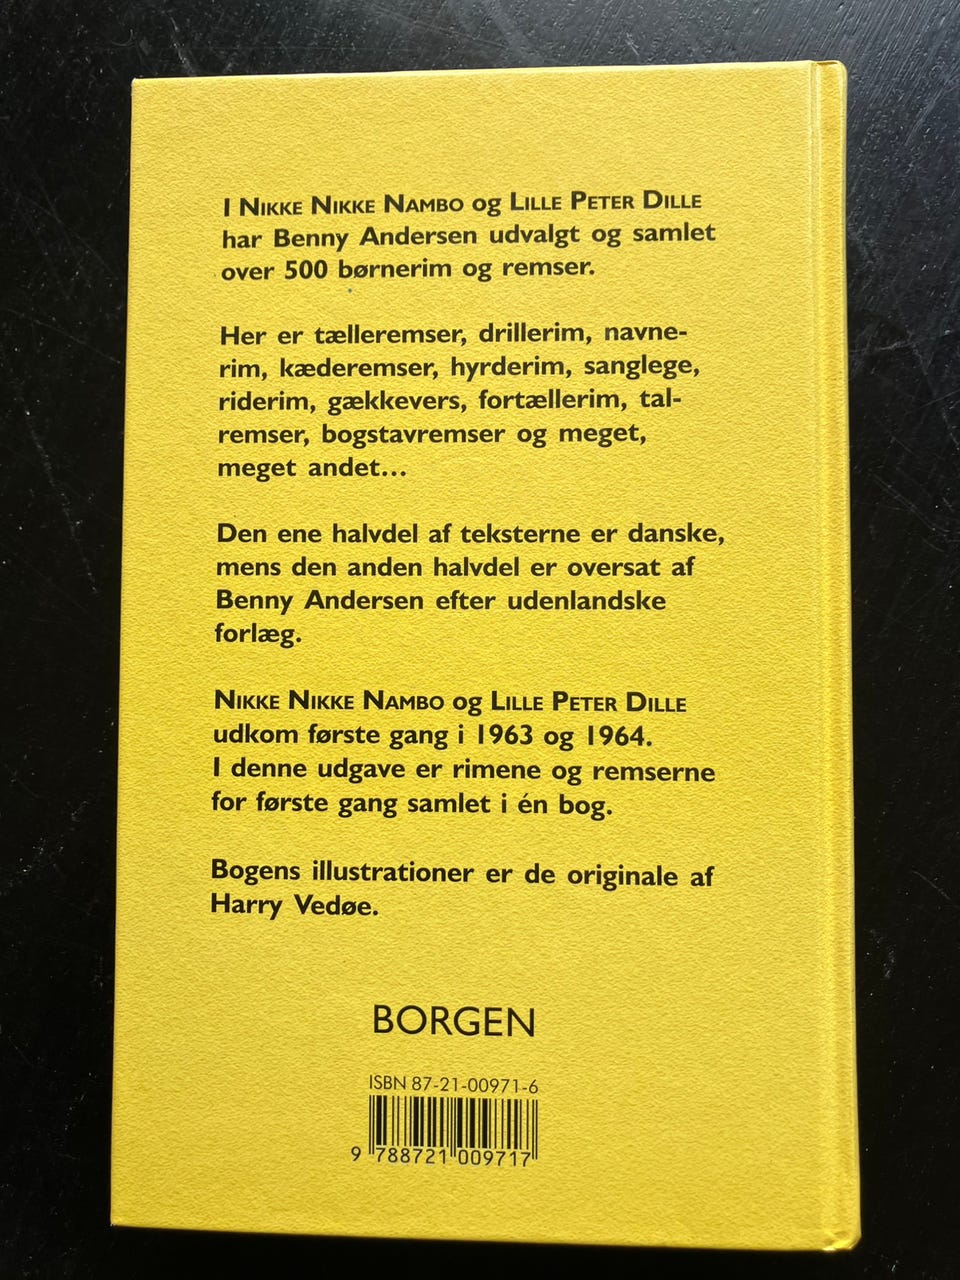 I NIKKE NIKKE NAMBO og LILLE PETER DILLE
har Benny Andersen udvalgt og samlet
over 500 børnerim og remser.
Her er tælleremser, drillerim, navne-
rim, kæderemser, hyrderim, sanglege,
riderim, gækkevers, fortællerim, tal-
remser, bogstavremser og meget,
meget andet...
Den ene halvdel af teksterne er danske,
mens den anden halvdel er oversat af
Benny Andersen efter udenlandske
forlæg.
NIKKE NIKKE NAMBO og LILLE PETER DILLE
udkom første gang i 1963 og 1964.
I denne udgave er rimene og remserne
for første gang samlet i én bog.
Bogens illustrationer er de originale af
Harry Vedøe.
BORGEN
ISBN 87-21-00971-6
9 788721 009717